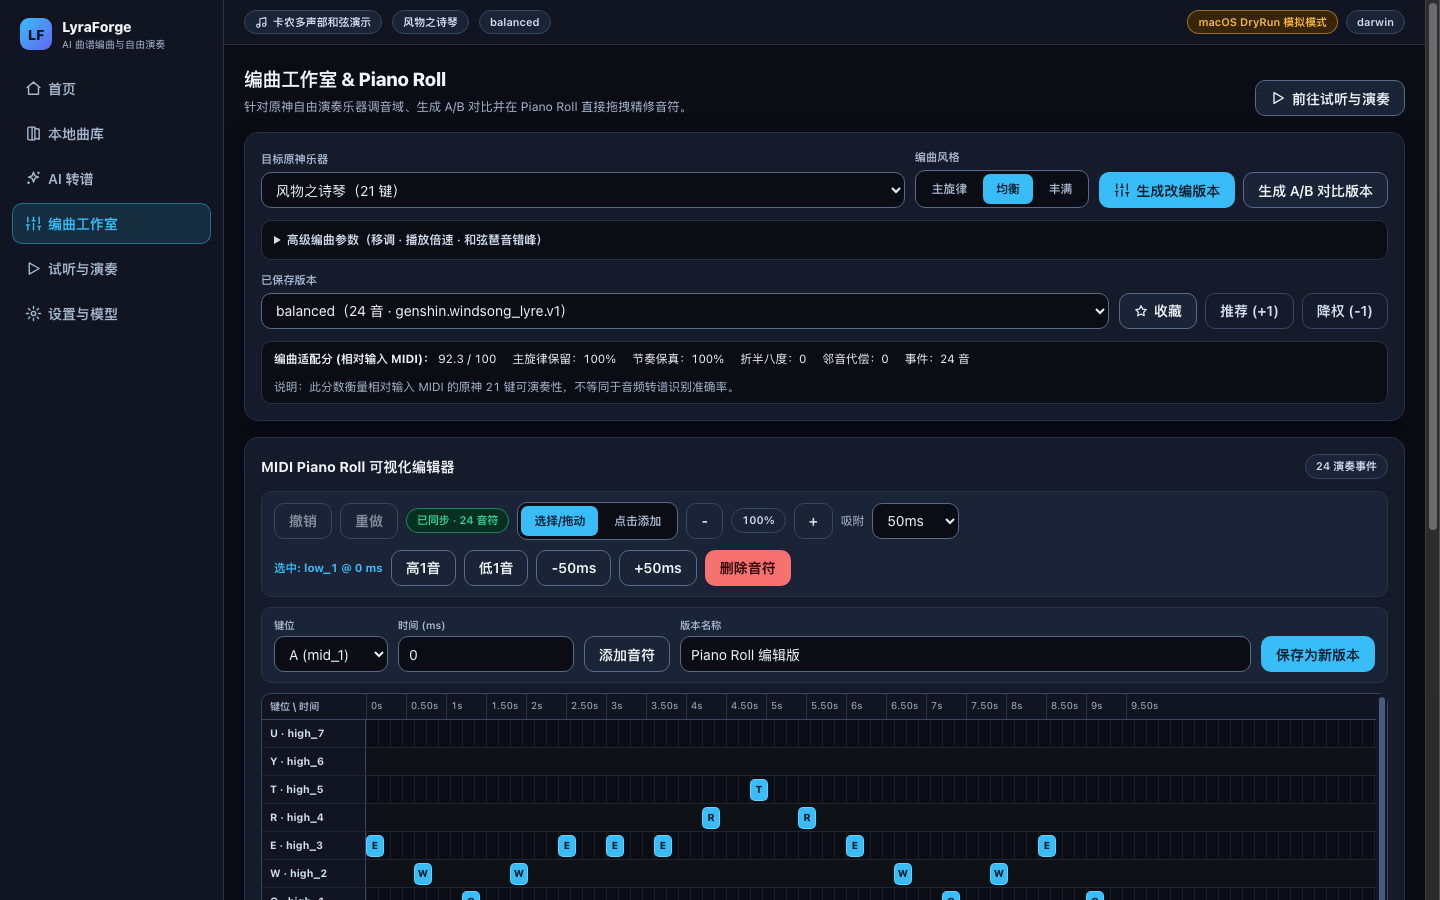 LF
LyraForge
AI 曲谱编曲与自由演奏
首页
本地曲库
AI 转谱
编曲工作室
试听与演奏
设置与模型
卡农多声部和弦演示
风物之诗琴
balanced
macOS DryRun 模拟模式
darwin
编曲工作室 & Piano Roll
针对原神自由演奏乐器调音域、生成 A/B 对比并在 Piano Roll 直接拖拽精修音符。
前往试听与演奏
目标原神乐器
编曲风格
风物之诗琴（21 键）
主旋律
均衡
丰满
生成改编版本
生成 A/B 对比版本
高级编曲参数（移调 · 播放倍速 · 和弦琶音错峰）
已保存版本
balanced（24 音 · genshin.windsong_lyre.v1）
收藏
推荐 (+1)
降权 (-1)
编曲适配分 (相对输入 MIDI)： 92.3 / 100 主旋律保留：100% 节奏保真：100% 折半八度：0 邻音代偿：0 事件：24 音
说明：此分数衡量相对输入 MIDI 的原神 21 键可演奏性，不等同于音频转谱识别准确率。
MIDI Piano Roll 可视化编辑器
24 演奏事件
撤销
重做
已同步 · 24 音符
选择/拖动
点击添加
-
100%
+
吸附
50ms
选中: low_1 @ 0 ms
高1音
低1音
-50ms
+50ms
删除音符
键位
时间 (ms)
版本名称
A (mid_1)
0
添加音符
Piano Roll 编辑版
保存为新版本
键位 \ 时间 0s 0.50s 1s 1.50s 2s 2.50s 3s 3.50s 4s 4.50s 5s 5.50s 6s 6.50s 7s 7.50s 8s 8.50s 9s 9.50s
U · high_7
Y · high_6
T · high_5 T
R · high_4 R R
E · high_3 E E E E E E
W · high_2 W W W W